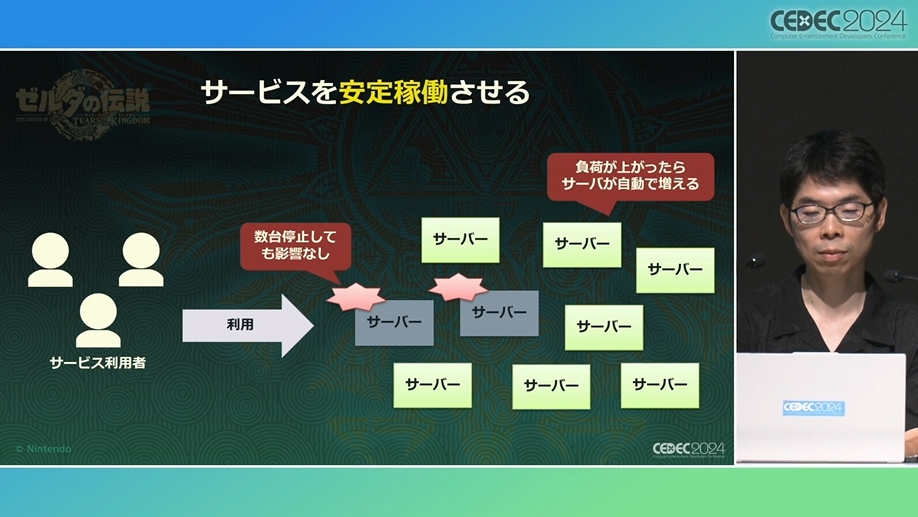 CEDEC2024
Computer Entertainment Developers Conference
ゼルダの伝説
TEARS OF THE KINGDOM
サービスを安定稼働させる
負荷が上がったら
サーバが自動で増える
数台停止して
も影響なし
サーバー
サーバー
サーバー
サーバー
サーバー
サーバー
利用
サービス利用者
サーバー
サーバー
サーバー
© Nintendo
CEDEC2024
CEDEC2024